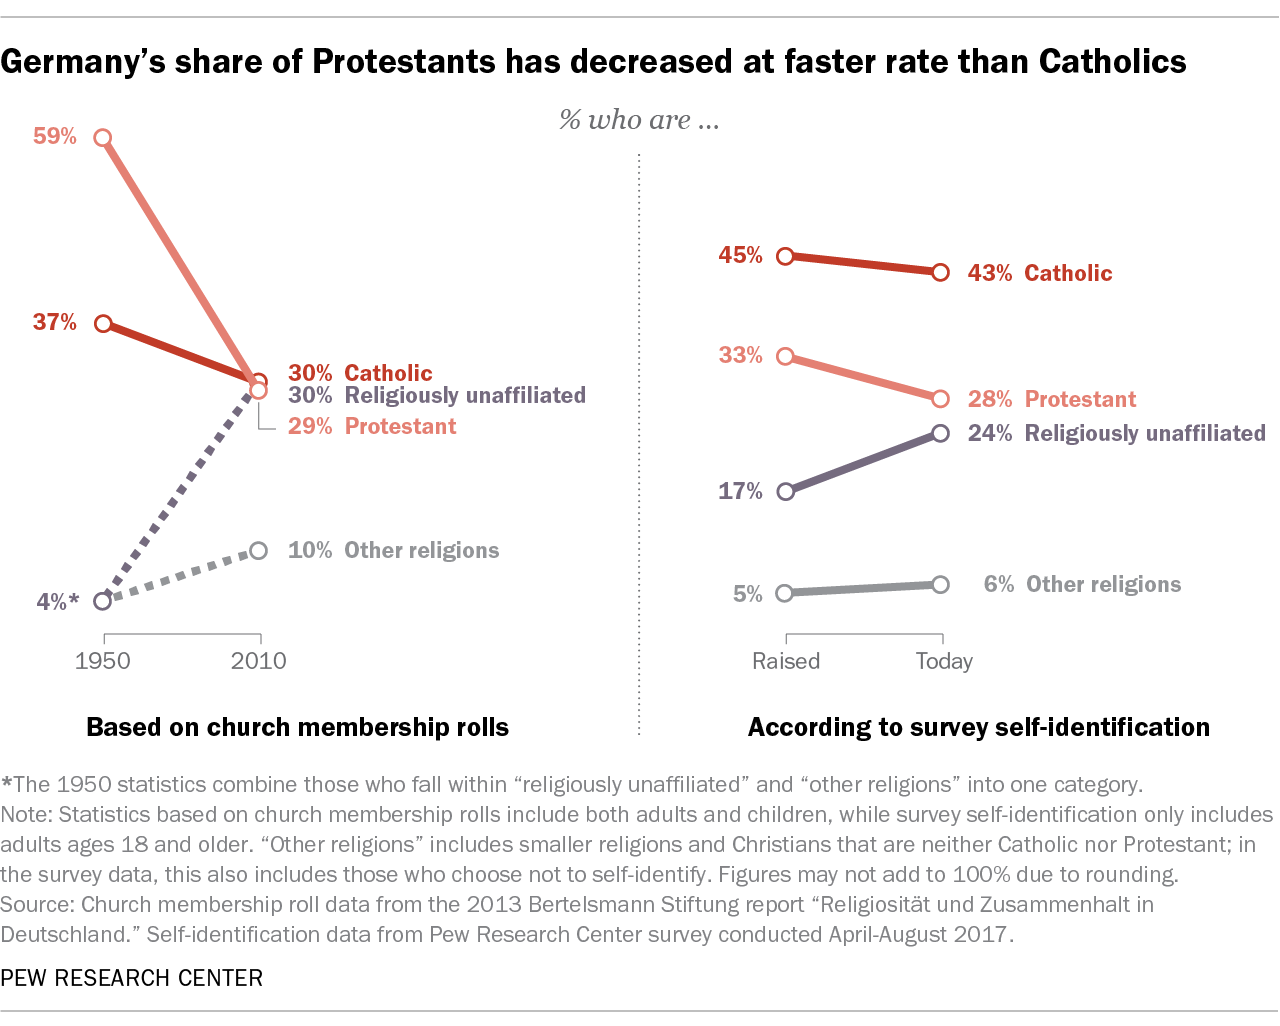 Germany’s share of Protestants has decreased at faster rate than Catholics
% who are ...
59%
37%
30% Catholic
30% Religiously unaffiliated
29% Protestant
10% Other religions
4%*
1950 2010
Based on church membership rolls
45%
43% Catholic
33%
28% Protestant
24% Religiously unaffiliated
17%
5%
6% Other religions
Raised Today
According to survey self-identification
*The 1950 statistics combine those who fall within “religiously unaffiliated” and “other religions” into one category.
Note: Statistics based on church membership rolls include both adults and children, while survey self-identification only includes
adults ages 18 and older. “Other religions” includes smaller religions and Christians that are neither Catholic nor Protestant; in
the survey data, this also includes those who choose not to self-identify. Figures may not add to 100% due to rounding.
Source: Church membership roll data from the 2013 Bertelsmann Stiftung report “Religiosität und Zusammenhalt in
Deutschland.” Self-identification data from Pew Research Center survey conducted April-August 2017.
PEW RESEARCH CENTER